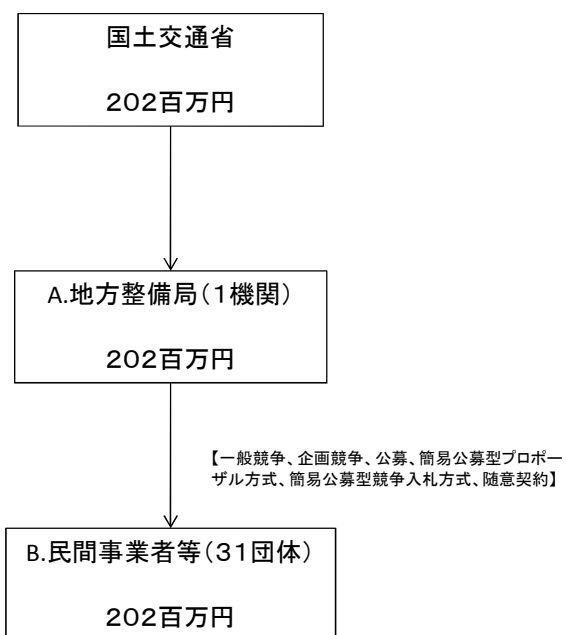 国土交通省
202百万円
A.地方整備局（1機関）
202百万円
【一般競争、企画競争、公募、簡易公募型プロポー
ザル方式、簡易公募型競争入札方式、随意契約】
B.民間事業者等（31団体）
202百万円